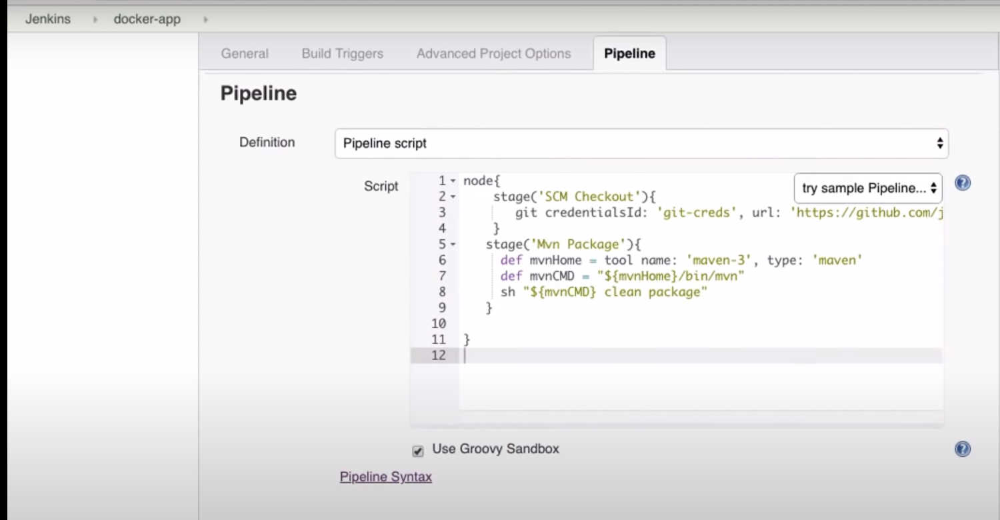 Jenkins docker-app
General Build Triggers Advanced Project Options Pipeline
Pipeline
Definition Pipeline script
Script
try sample Pipeline...
1 node{
2 stage('SCM Checkout'){
3 git credentialsId: 'git-creds', url: 'https://github.com/j
4 }
5 stage('Mvn Package'){
6 def mvnHome = tool name: 'maven-3', type: 'maven'
7 def mvnCMD = "${mvnHome}/bin/mvn"
8 sh "${mvnCMD} clean package"
9 }
10
11 }
12
Use Groovy Sandbox
Pipeline Syntax